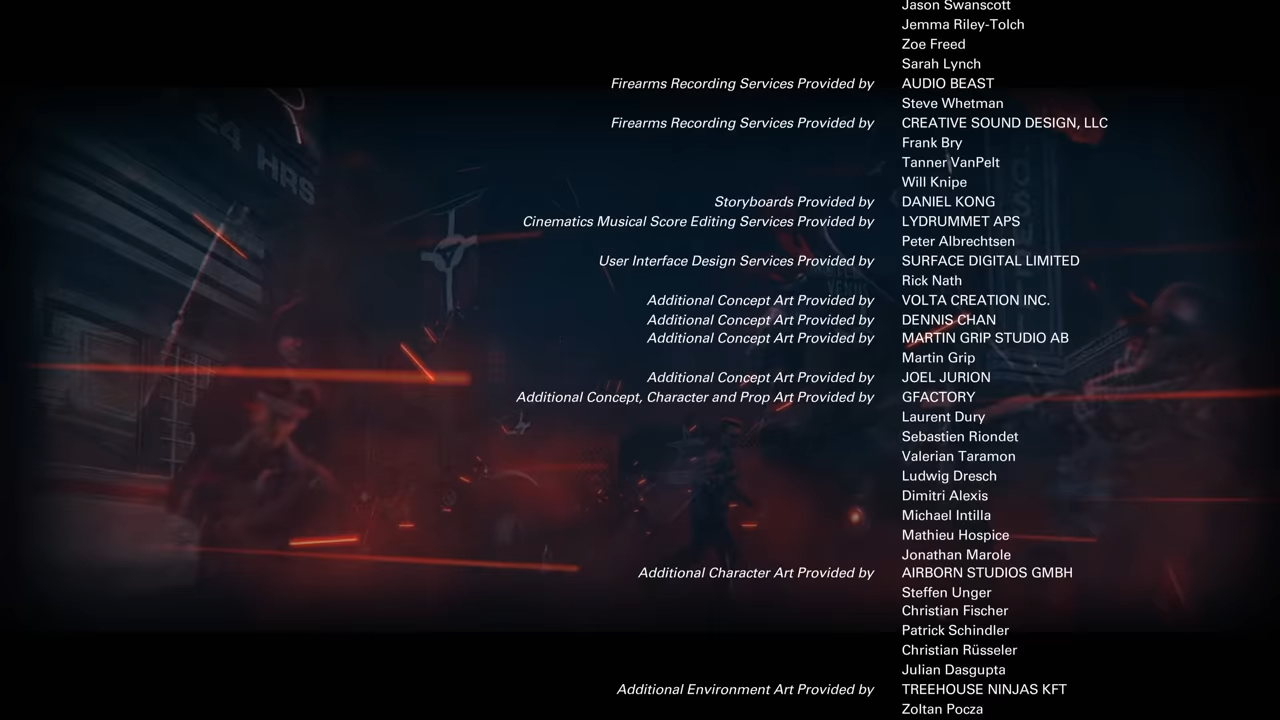 Jason Swanscott
Jemma Riley-Tolch
Zoe Freed
Sarah Lynch
Firearms Recording Services Provided by AUDIO BEAST
Steve Whetman
Firearms Recording Services Provided by CREATIVE SOUND DESIGN, LLC
Frank Bry
Tanner VanPelt
Will Knipe
Storyboards Provided by DANIEL KONG
Cinematics Musical Score Editing Services Provided by LYDRUMMET APS
Peter Albrechtsen
User Interface Design Services Provided by SURFACE DIGITAL LIMITED
Rick Nath
Additional Concept Art Provided by VOLTA CREATION INC.
Additional Concept Art Provided by DENNIS CHAN
Additional Concept Art Provided by MARTIN GRIP STUDIO AB
Martin Grip
Additional Concept Art Provided by JOEL JURION
Additional Concept, Character and Prop Art Provided by GFACTORY
Laurent Dury
Sebastien Riondet
Valerian Taramon
Ludwig Dresch
Dimitri Alexis
Michael Intilla
Mathieu Hospice
Jonathan Marole
Additional Character Art Provided by AIRBORN STUDIOS GMBH
Steffen Unger
Christian Fischer
Patrick Schindler
Christian Rüsseler
Julian Dasgupta
Additional Environment Art Provided by TREEHOUSE NINJAS KFT
Zoltan Pocza
24 HRS